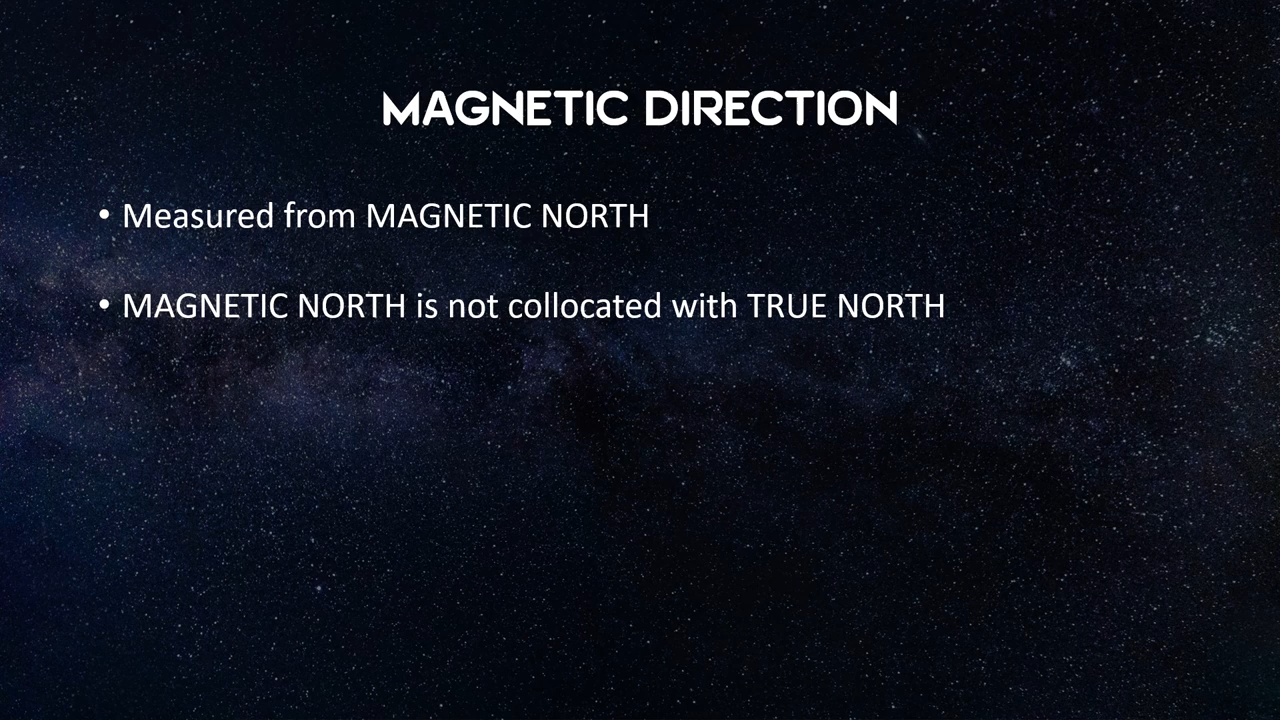 MAGNETIC DIRECTION
• Measured from MAGNETIC NORTH
• MAGNETIC NORTH is not collocated with TRUE NORTH